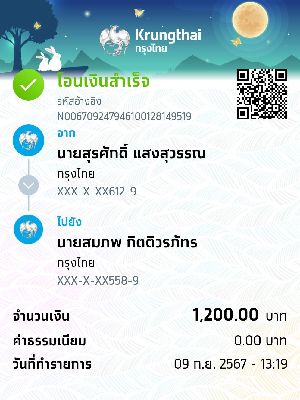 Krungthai
กรุงไทย
โอนเงินสำเร็จ
รหัสอ้างอิง
N00670924794610012814951​9
จาก
นายสุรศักดิ์ แสงสุวรรณ
กรุงไทย
XXX-X-XX612-9
ไปยัง
นายสมภพ กิตติวรภัทร
กรุงไทย
XXX-X-XX558-9
จำนวนเงิน 1,200.00 บาท
ค่าธรรมเนียม 0.00 บาท
วันที่ทำรายการ 09 ก.ย. 2567 - 13:19